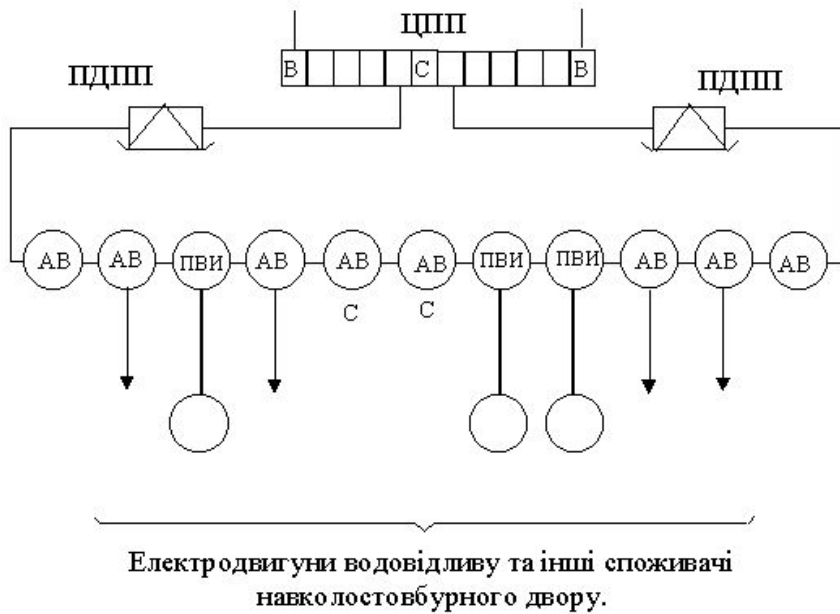 ЦПП
ПДПП
В С В
ПДПП
АВ АВ ПВИ АВ АВ АВ ПВИ ПВИ АВ АВ АВ
С С
Електродвигуни водовідливу та інші споживачі
навколостовбурного двору.